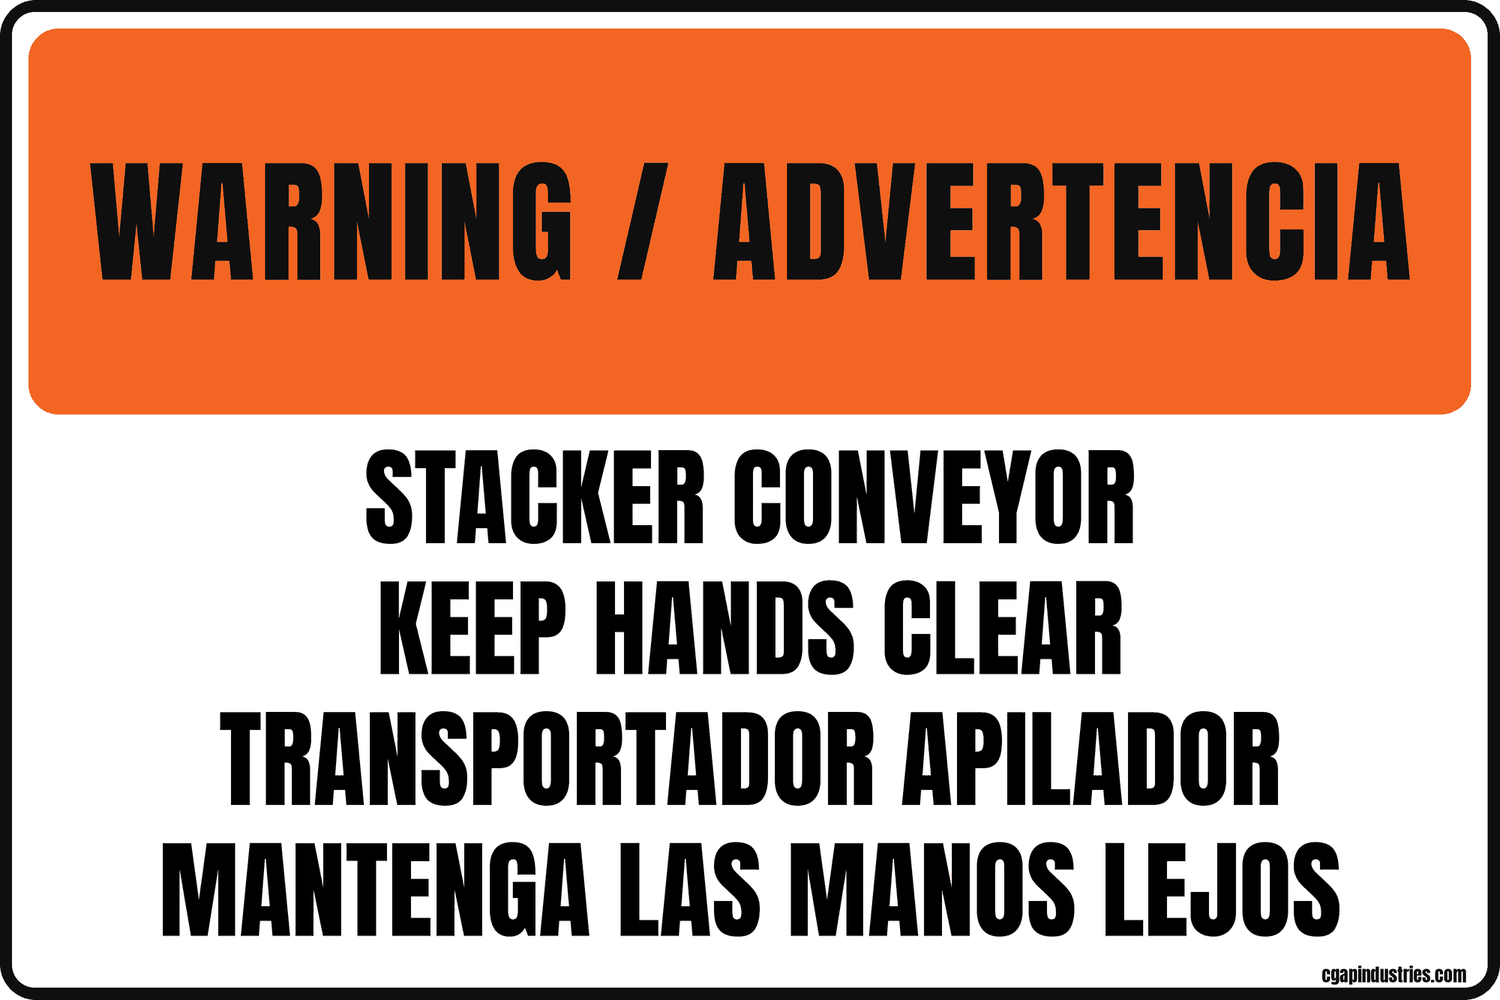 WARNING / ADVERTENCIA
STACKER CONVEYOR
KEEP HANDS CLEAR
TRANSPORTADOR APILADOR
MANTENGA LAS MANOS LEJOS
cgapindustries.com